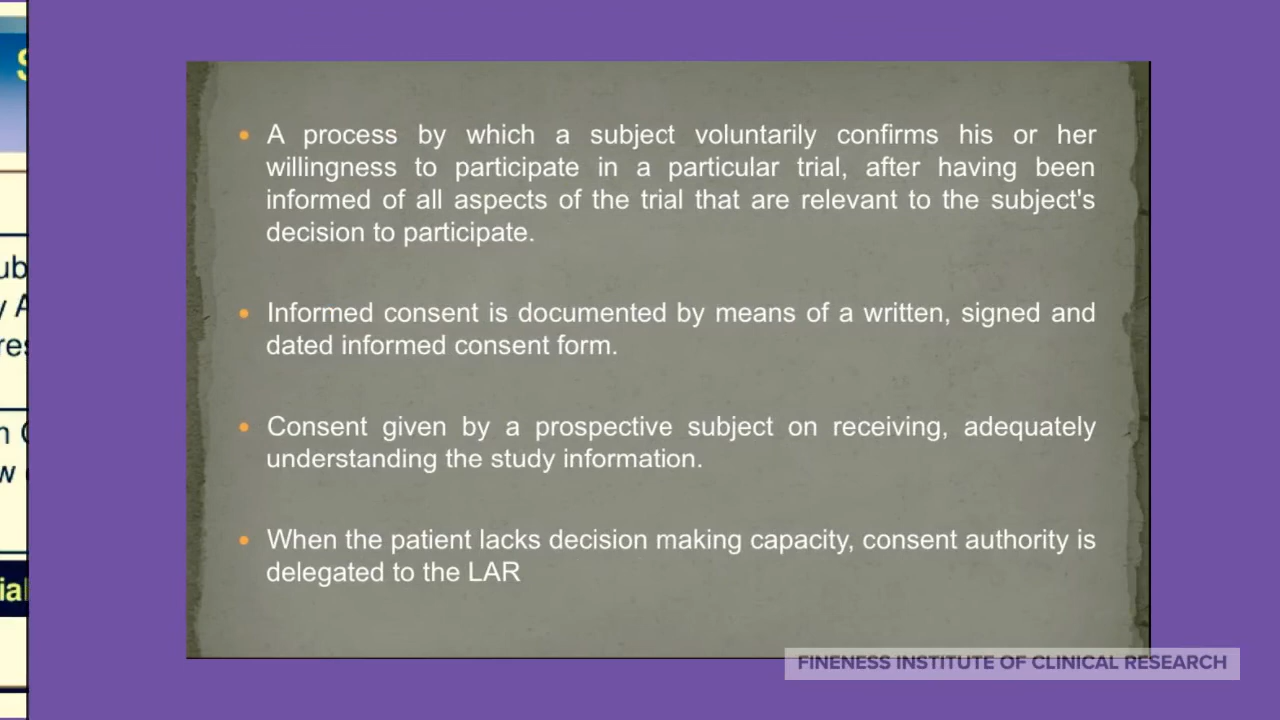 • A process by which a subject voluntarily confirms his or her
willingness to participate in a particular trial, after having been
informed of all aspects of the trial that are relevant to the subject's
decision to participate.
• Informed consent is documented by means of a written, signed and
dated informed consent form.
• Consent given by a prospective subject on receiving, adequately
understanding the study information.
• When the patient lacks decision making capacity, consent authority is
delegated to the LAR
FINENESS INSTITUTE OF CLINICAL RESEARCH